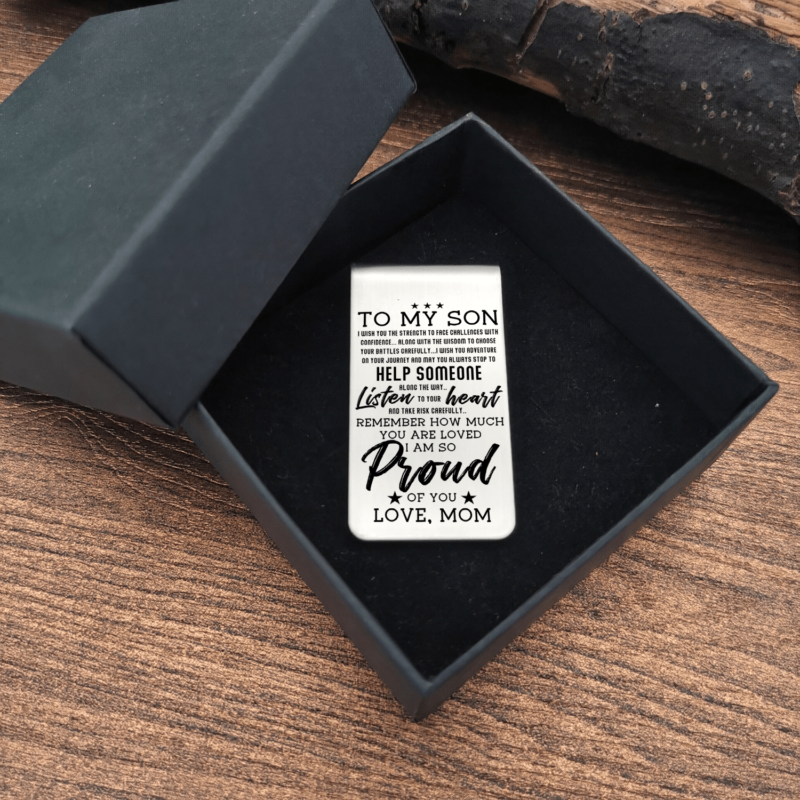 TO MY SON
I WISH YOU THE STRENGTH TO FACE CHALLENGES WITH
CONFIDENCE... ALONG WITH THE WISDOM TO CHOOSE
YOUR BATTLES CAREFULLY...I WISH YOU ADVENTURE
ON YOUR JOURNEY AND MAY YOU ALWAYS STOP TO
HELP SOMEONE
ALONG THE WAY...
Listen TO YOUR heart
AND TAKE RISK CAREFULLY...
REMEMBER HOW MUCH
YOU ARE LOVED
I AM SO
Proud
OF YOU
LOVE, MOM